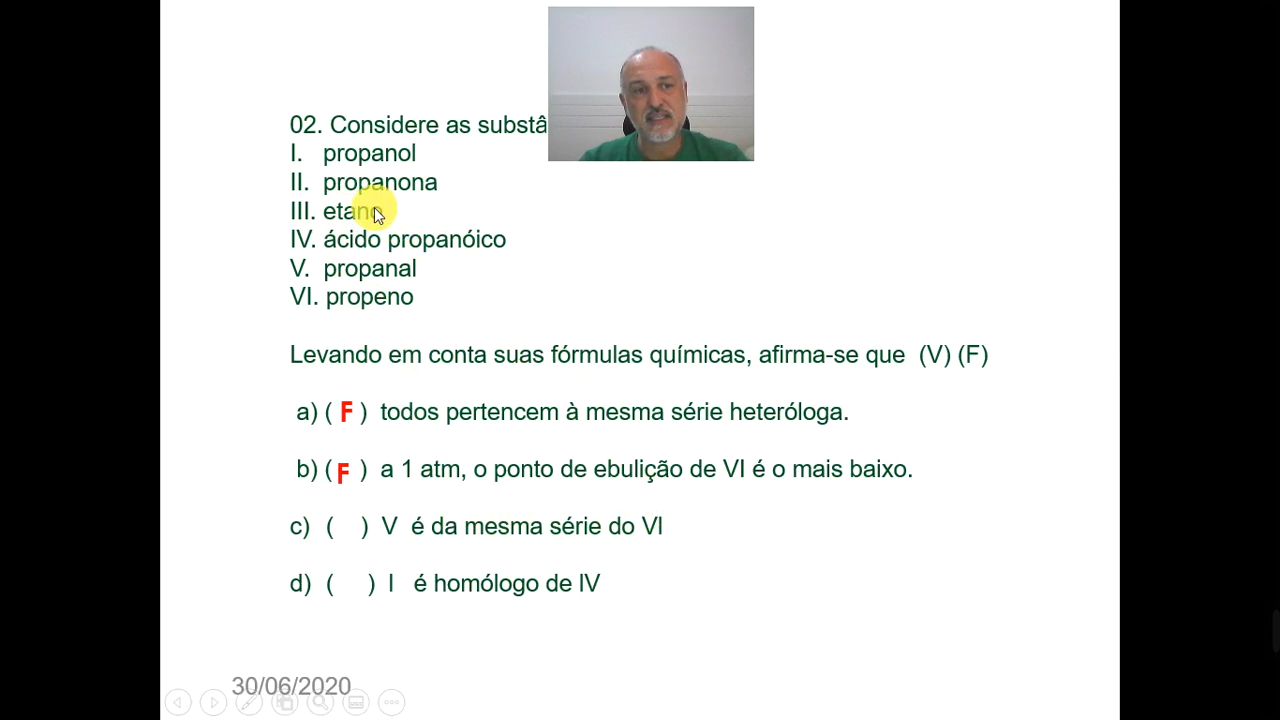 02. Considere as substâ
I. propanol
II. propanona
III. etano
IV. ácido propanóico
V. propanal
VI. propeno
Levando em conta suas fórmulas químicas, afirma-se que (V) (F)
a) ( F ) todos pertencem à mesma série heteróloga.
b) ( F ) a 1 atm, o ponto de ebulição de VI é o mais baixo.
c) ( ) V é da mesma série do VI
d) ( ) I é homólogo de IV
30/06/2020